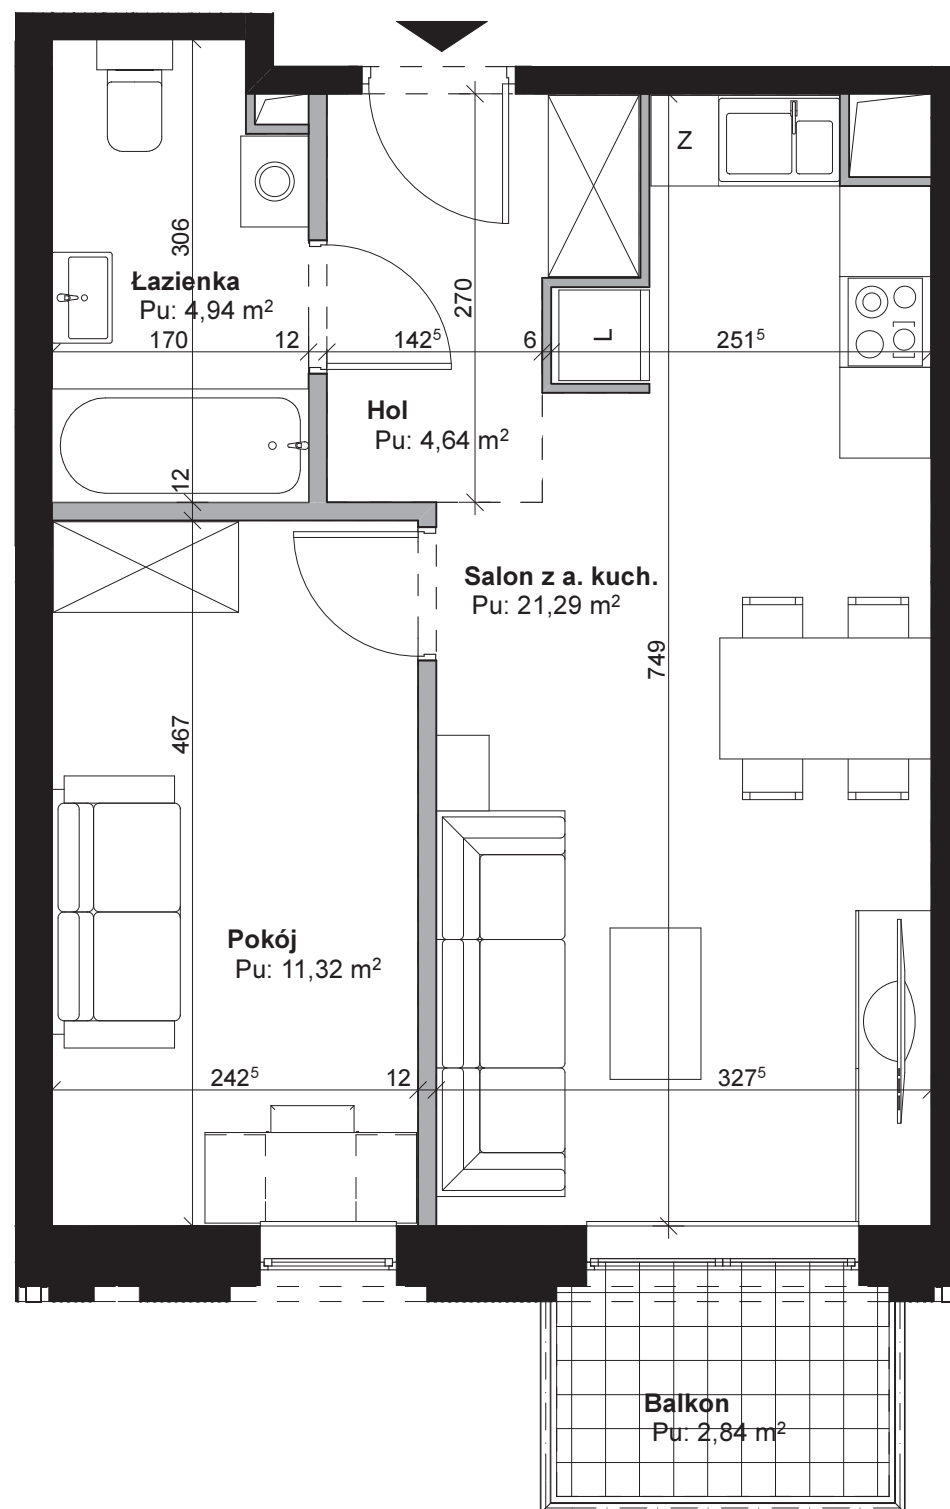 Z
306
Łazienka
Pu: 4,94 m²
270
170
12
142⁵
6
L
251⁵
Hol
Pu: 4,64 m²
12
Salon z a. kuch.
Pu: 21,29 m²
749
467
Pokój
Pu: 11,32 m²
242⁵
12
327⁵
Balkon
Pu: 2,84 m²